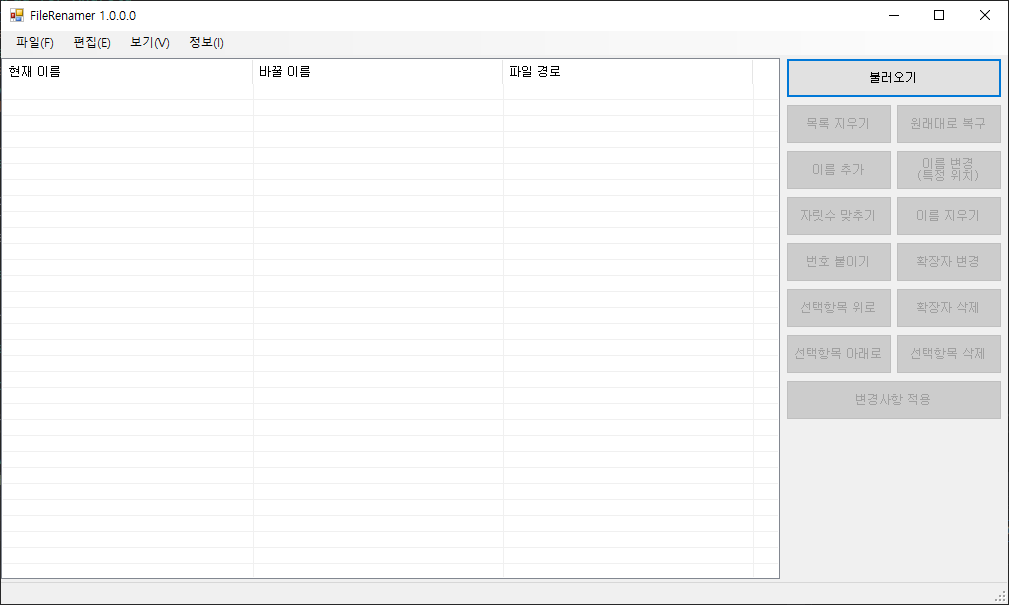 FileRenamer 1.0.0.0
파일(F) 편집(E) 보기(V) 정보(I)
현재 이름 바꿀 이름 파일 경로
불러오기
목록 지우기 원래대로 복구
이름 추가 이름 변경
(특정 위치)
자릿수 맞추기 이름 지우기
번호 붙이기 확장자 변경
선택항목 위로 확장자 삭제
선택항목 아래로 선택항목 삭제
변경사항 적용